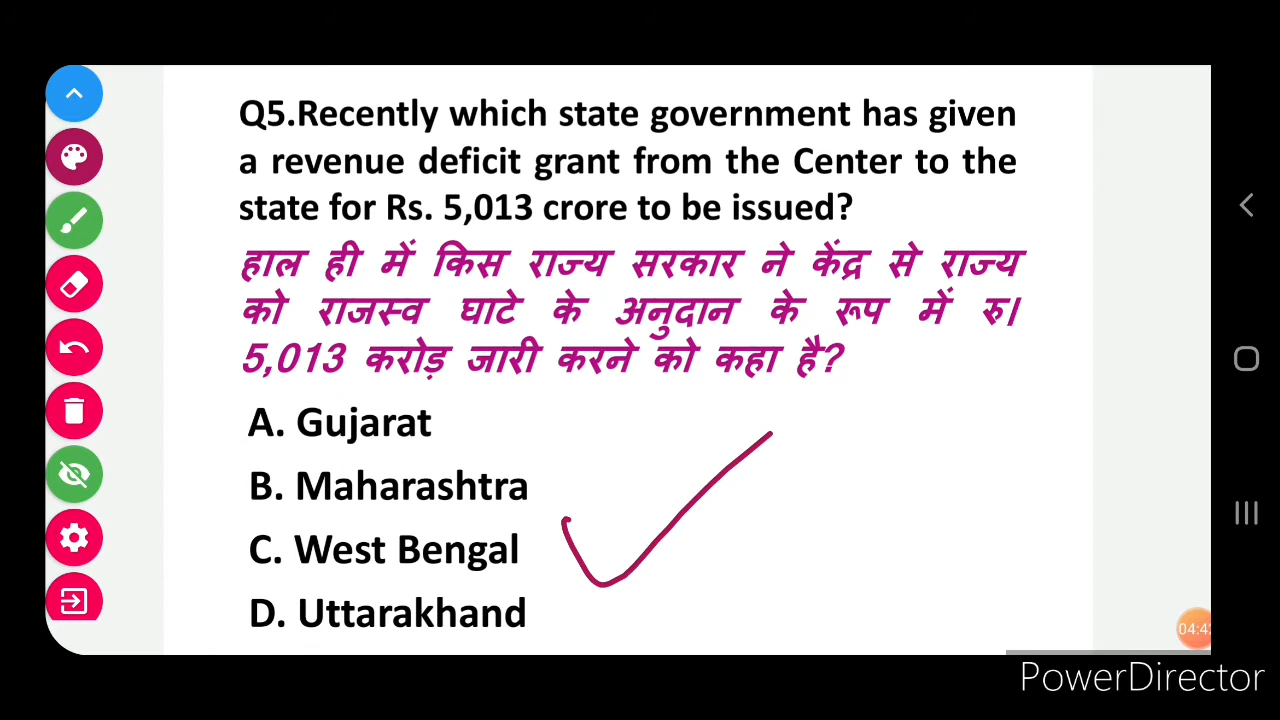 Q5.Recently which state government has given
a revenue deficit grant from the Center to the
state for Rs. 5,013 crore to be issued?
हाल ही में किस राज्य सरकार ने केंद्र से राज्य
को राजस्व घाटे के अनुदान के रूप में रु।
5,013 करोड़ जारी करने को कहा है?
A. Gujarat
B. Maharashtra
C. West Bengal
D. Uttarakhand
PowerDirector